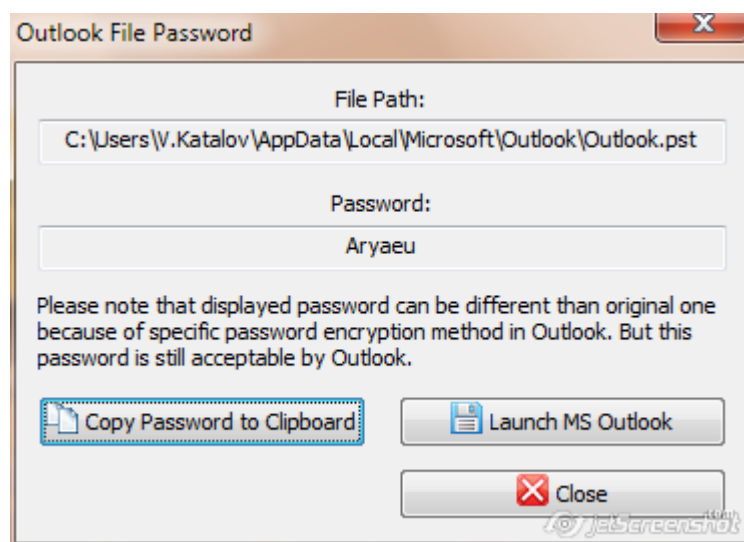 Outlook File Password
File Path:
C:\Users\V.Katalov\AppData\Local\Microsoft\Outlook\Outlook.pst
Password:
Aryaeu
Please note that displayed password can be different than original one
because of specific password encryption method in Outlook. But this
password is still acceptable by Outlook.
Copy Password to Clipboard
Launch MS Outlook
Close
jetScreenshot